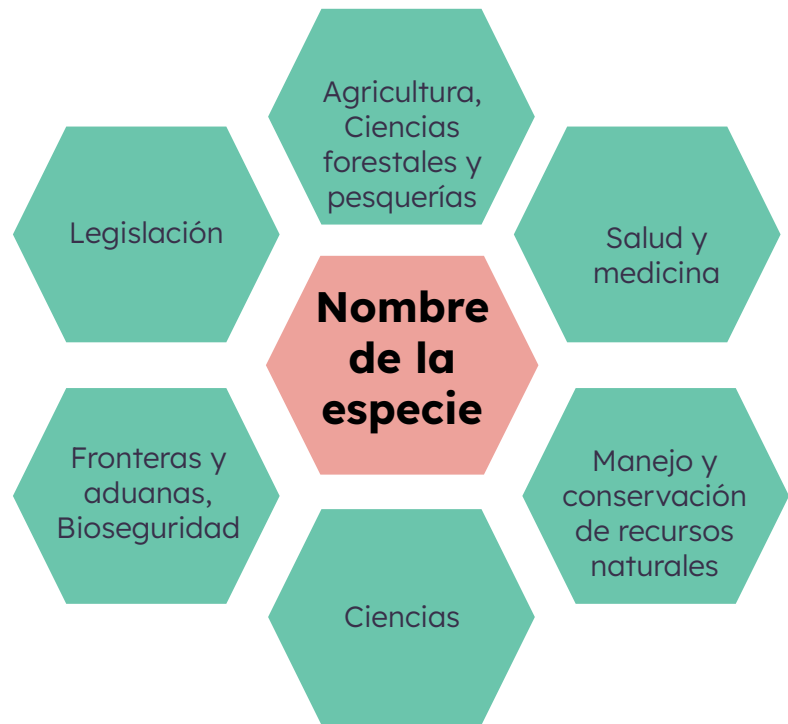 Agricultura,
Ciencias
forestales y
pesquerías
Legislación
Salud y
medicina
Nombre
de la
especie
Fronteras y
aduanas,
Bioseguridad
Manejo y
conservación
de recursos
naturales
Ciencias